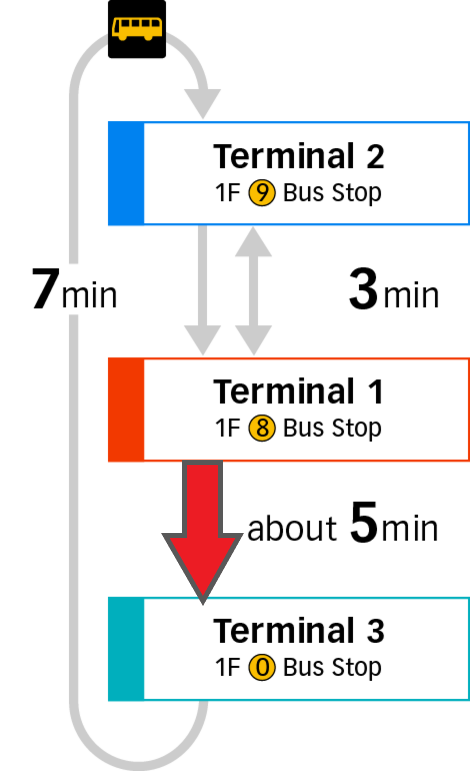 Terminal 2
1F 9 Bus Stop
7min
3min
Terminal 1
1F 8 Bus Stop
about 5min
Terminal 3
1F 0 Bus Stop